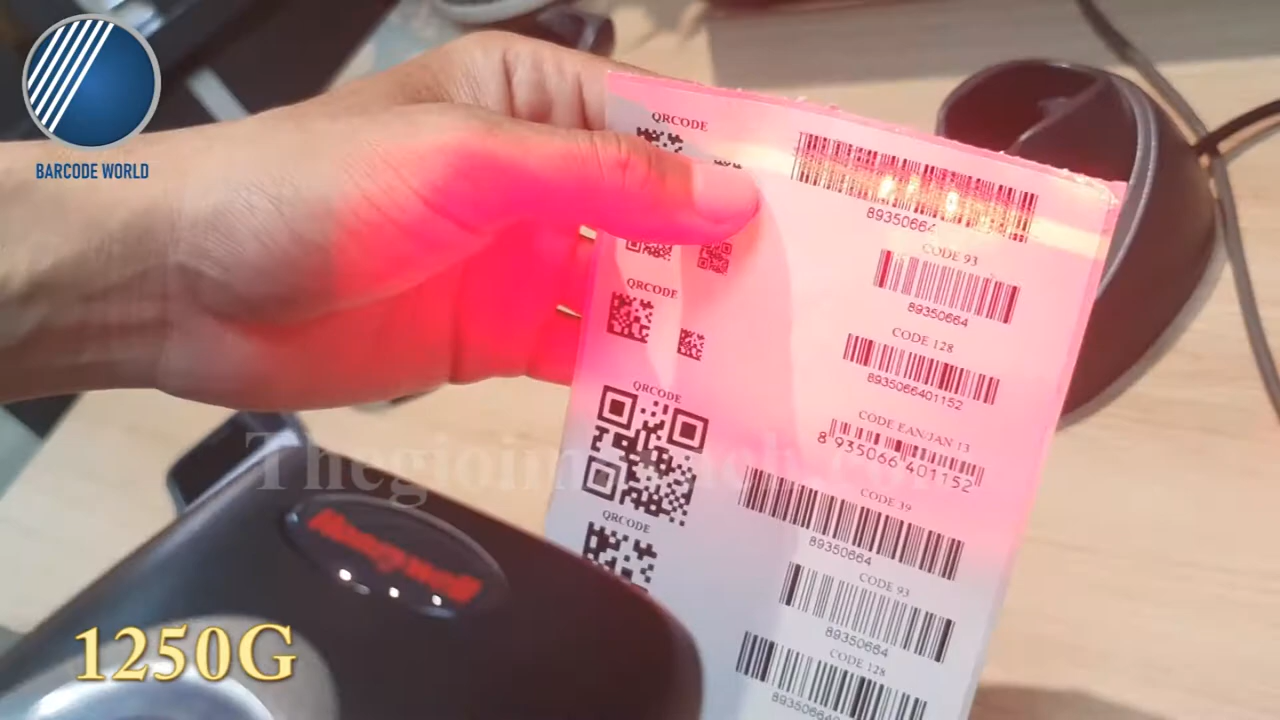 BARCODE WORLD
QRCODE
89350664
CODE 93
89350664
QRCODE
CODE 128
8935066401152
QRCODE
CODE EAN/JAN 13
8 935066 401152
CODE 39
89350664
QRCODE
CODE 93
89350664
CODE 128
Honeywell
1250G